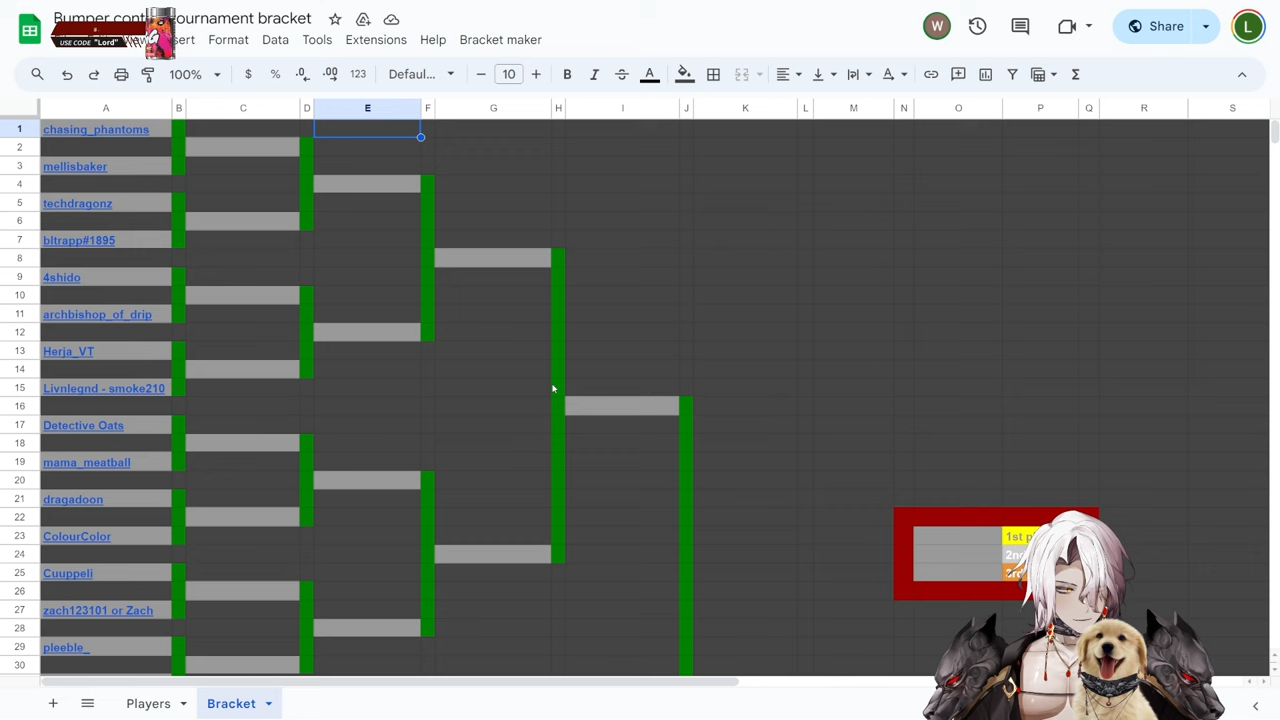 Bumper cont ournament bracket
USE CODE "Lord"
sert Format Data Tools Extensions Help Bracket maker
W
Share
L
100%
$ % .0 .00 123
Defaul...
10
B I A
A B C D E F G H I J K L M N O P Q R S
1 chasing_phantoms
2
3 mellisbaker
4
5 techdragonz
6
7 bltrapp#1895
8
9 4shido
10
11 archbishop_of_drip
12
13 Herja_VT
14
15 Livnlegnd - smoke210
16
17 Detective Oats
18
19 mama_meatball
20
21 dragadoon
22
23 ColourColor
1st p
24
2nd
25 Cuuppeli
3rd
26
27 zach123101 or Zach
28
29 pleeble_
30
Players
Bracket